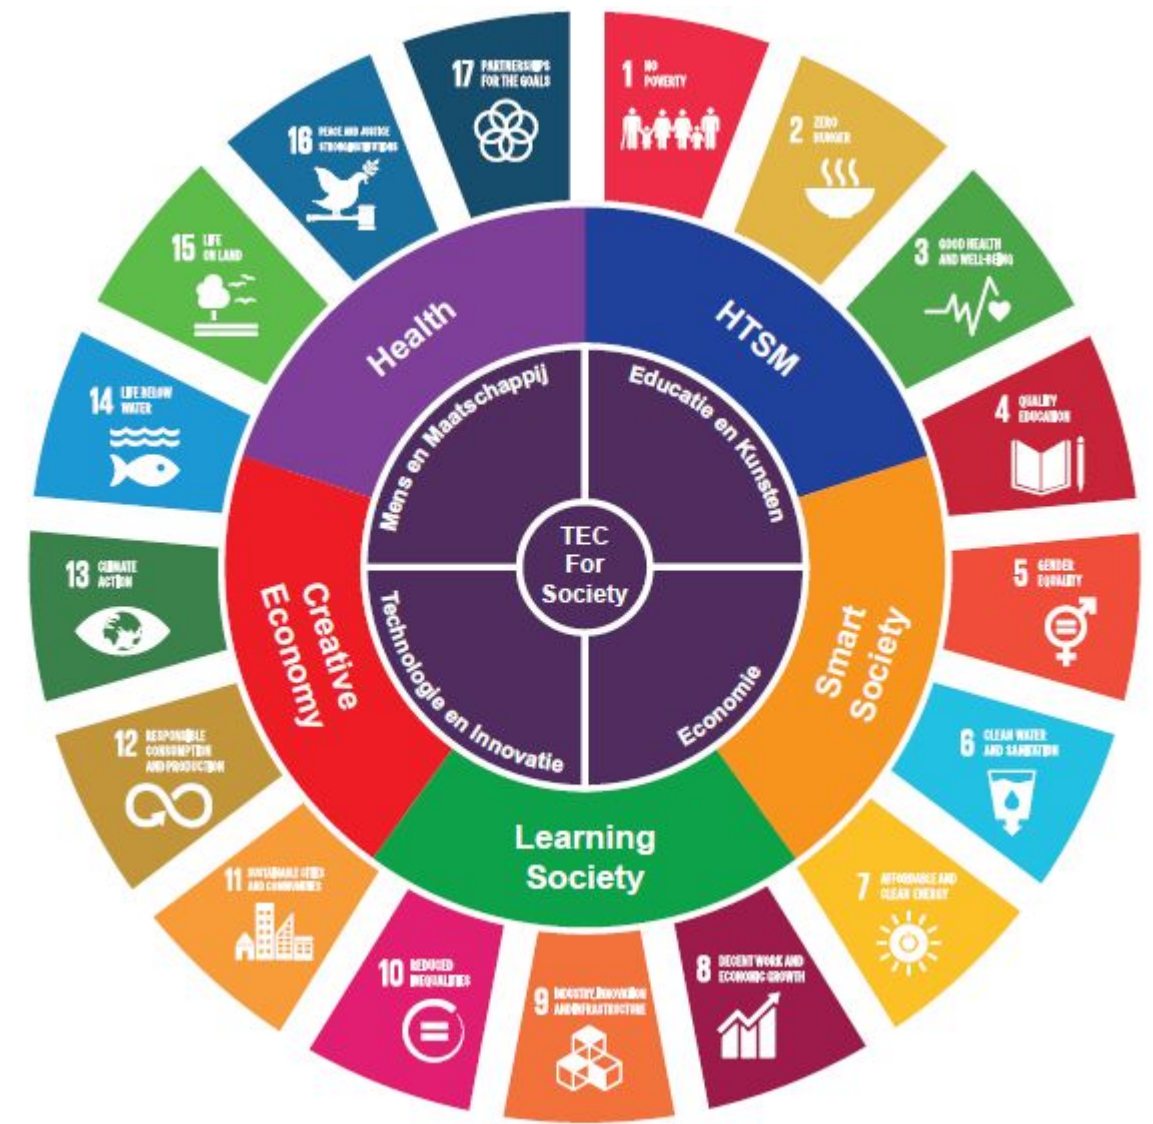 1 NO
POVERTY
2 ZERO
HUNGER
3 GOOD HEALTH
AND WELL-BEING
4 QUALITY
EDUCATION
5 GENDER
EQUALITY
6 CLEAN WATER
AND SANITATION
7 AFFORDABLE AND
CLEAN ENERGY
8 DECENT WORK AND
ECONOMIC GROWTH
9 INDUSTRY, INNOVATION
AND INFRASTRUCTURE
10 REDUCED
INEQUALITIES
11 SUSTAINABLE CITIES
AND COMMUNITIES
12 RESPONSIBLE
CONSUMPTION
AND PRODUCTION
13 CLIMATE
ACTION
14 LIFE BELOW
WATER
15 LIFE
ON LAND
16 PEACE AND JUSTICE
STRONG INSTITUTIONS
17 PARTNERSHIPS
FOR THE GOALS
Health
HTSM
Smart
Society
Learning
Society
Creative
Economy
Mens en Maatschappij
Educatie en Kunsten
Economie
Technologie en Innovatie
TEC
For
Society